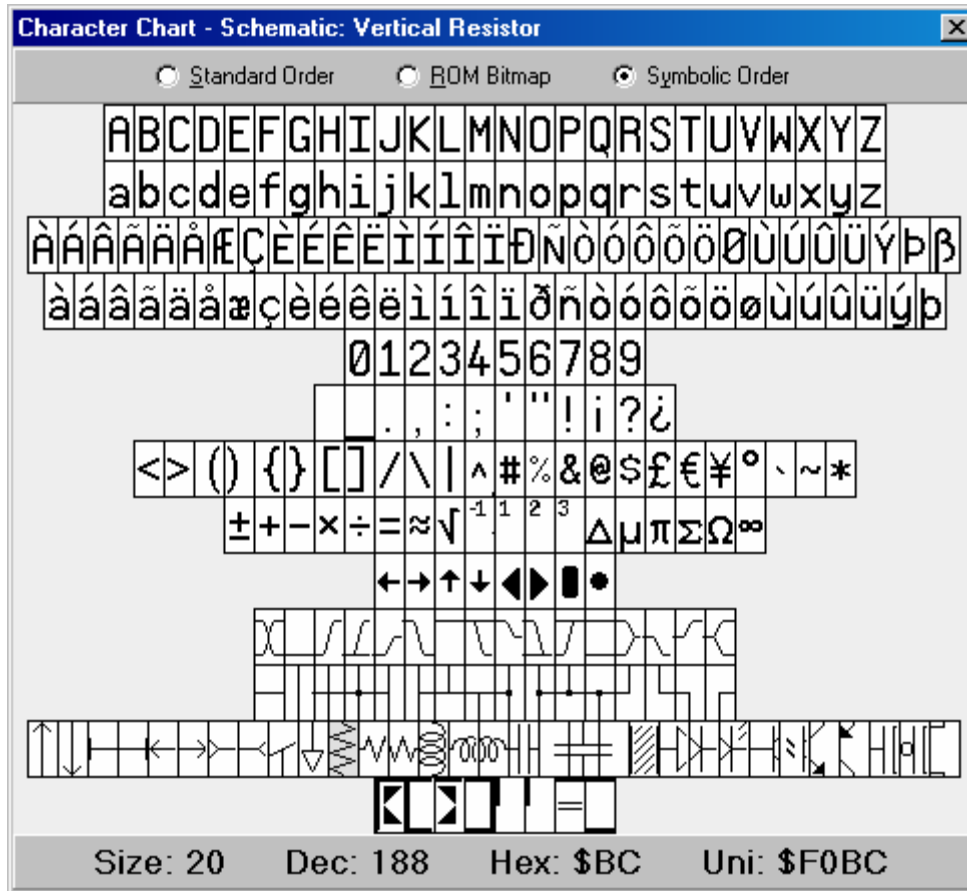 Character Chart - Schematic: Vertical Resistor
Standard Order ROM Bitmap Symbolic Order
ABCDEFGHIJKLMNOPQRSTUVWXYZ
abcdefghijklmnopqrstuvwxyz
ÀÁÂÃÄÅÆÇÈÉÊËÌÍÎÏÐÑÒÓÔÕÖØÙÚÛÜÝÞß
àáâãäåæçèéêëìíîïðñòóôõöøùúûüýþ
0123456789
_.,:;'"!¡?¿
<>(){}[]/\|^#%&@$£€¥°`~*
±+−×÷=≈√⁻¹¹²³Δμπ∑Ω∞
←→↑↓◀▶▮●
Size: 20 Dec: 188 Hex: $BC Uni: $F0BC